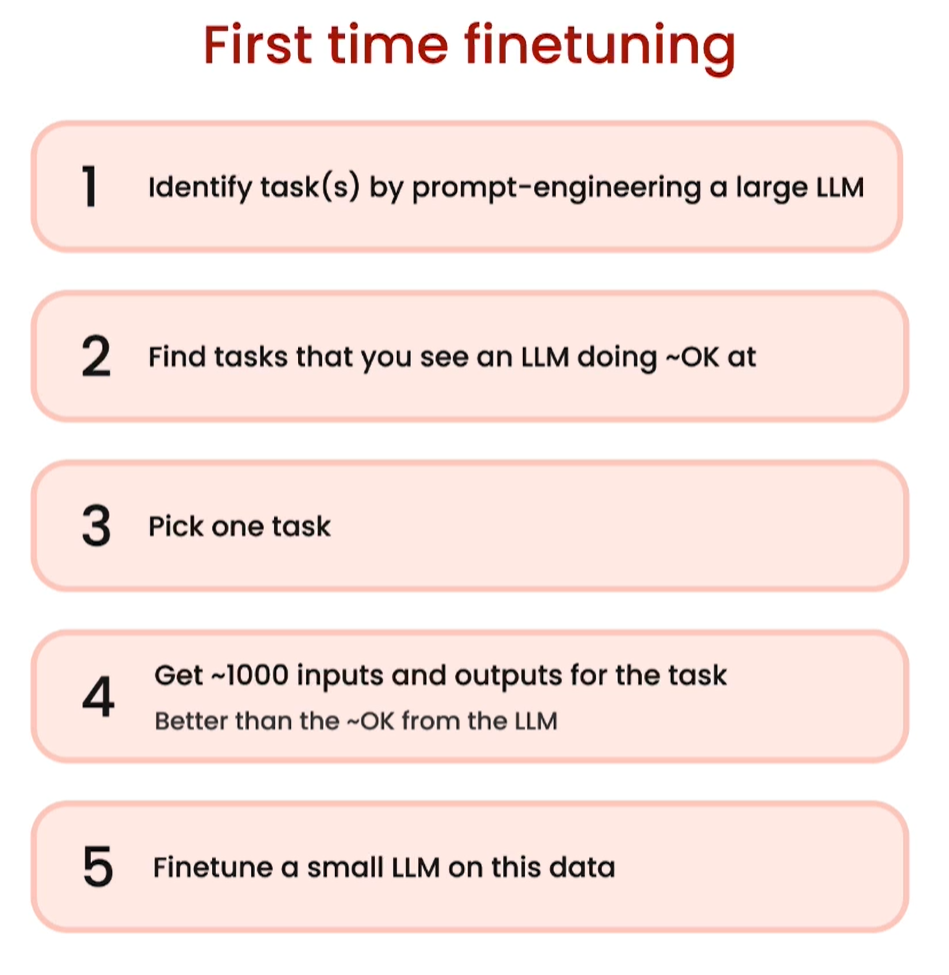 First time finetuning
1 Identify task(s) by prompt-engineering a large LLM
2 Find tasks that you see an LLM doing ~OK at
3 Pick one task
4 Get ~1000 inputs and outputs for the task
Better than the ~OK from the LLM
5 Finetune a small LLM on this data